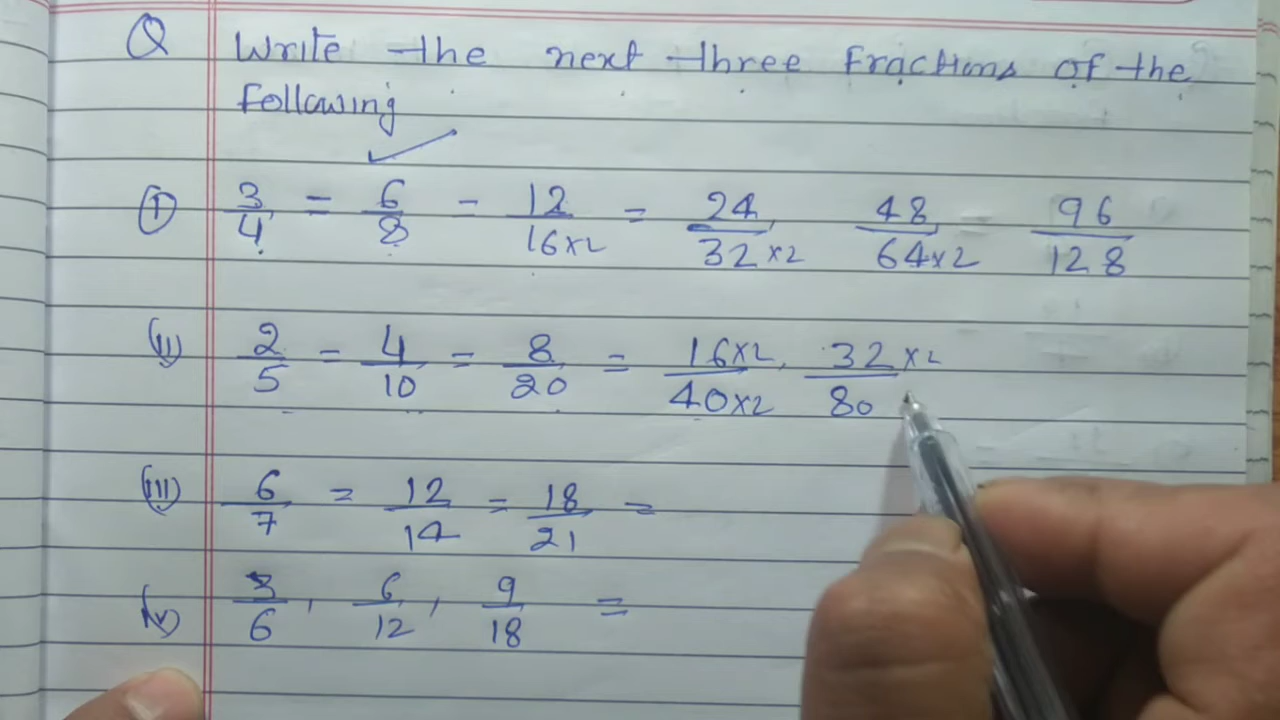 Q Write the next three Fractions of the
Following
(i) 3/4 = 6/8 - 12/16×2 = 24/32×2 48/64×2 = 96/128
(ii) 2/5 = 4/10 = 8/20 = 16×2/40×2, 32×2/80
(iii) 6/7 = 12/14 = 18/21 =
(iv) 3/6, 6/12, 9/18 =